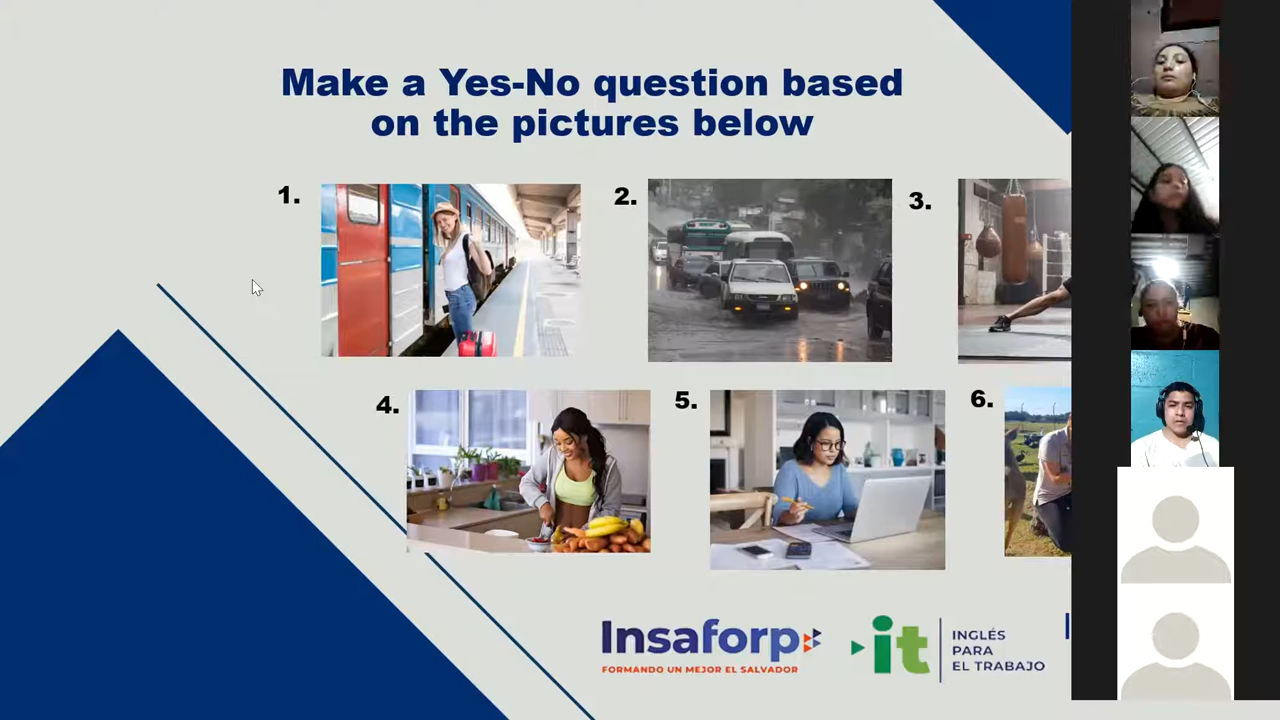 Make a Yes-No question based
on the pictures below
1.
2.
3.
4.
5.
6.
Insaforp
FORMANDO UN MEJOR EL SALVADOR
it
INGLÉS
PARA
EL TRABAJO